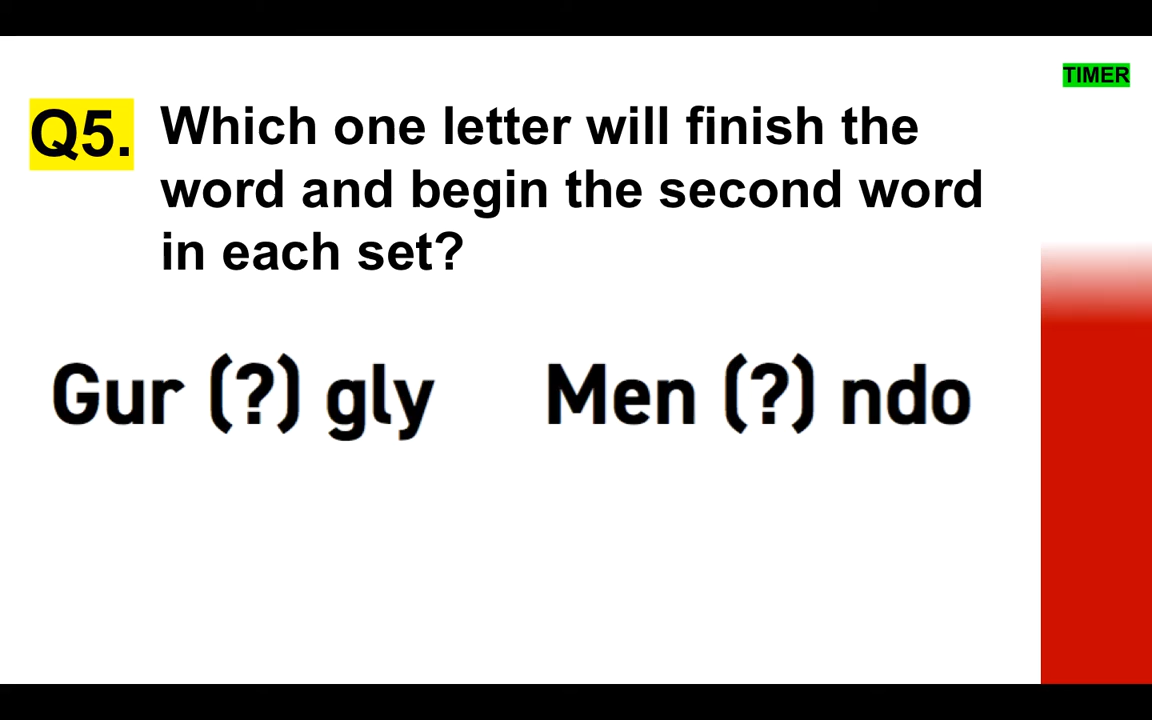 TIMER
Q5. Which one letter will finish the
word and begin the second word
in each set?
Gur (?) gly Men (?) ndo